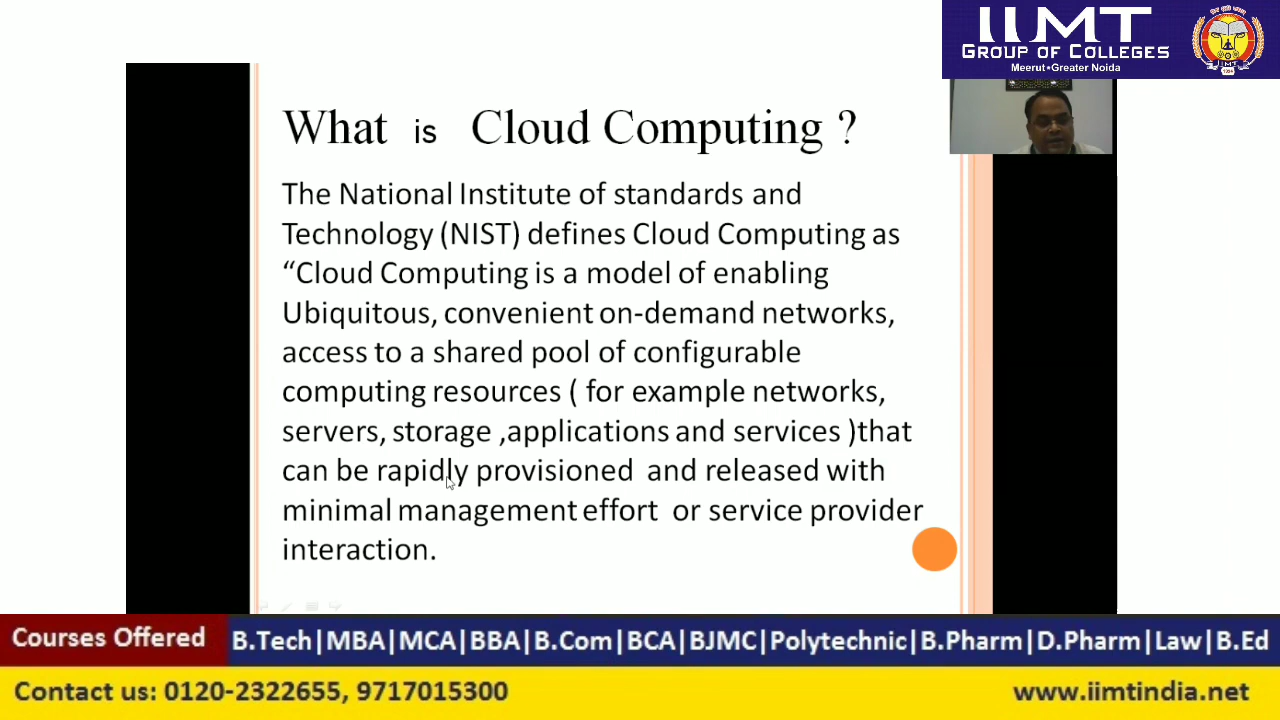 IIMT
GROUP OF COLLEGES
Meerut•Greater Noida
What is Cloud Computing ?
The National Institute of standards and
Technology (NIST) defines Cloud Computing as
“Cloud Computing is a model of enabling
Ubiquitous, convenient on-demand networks,
access to a shared pool of configurable
computing resources ( for example networks,
servers, storage ,applications and services )that
can be rapidly provisioned and released with
minimal management effort or service provider
interaction.
Courses Offered B.Tech|MBA|MCA|BBA|B.Com|BCA|BJMC|Polytechnic|B.Pharm|D.Pharm|Law|B.Ed
Contact us: 0120-2322655, 9717015300 www.iimtindia.net